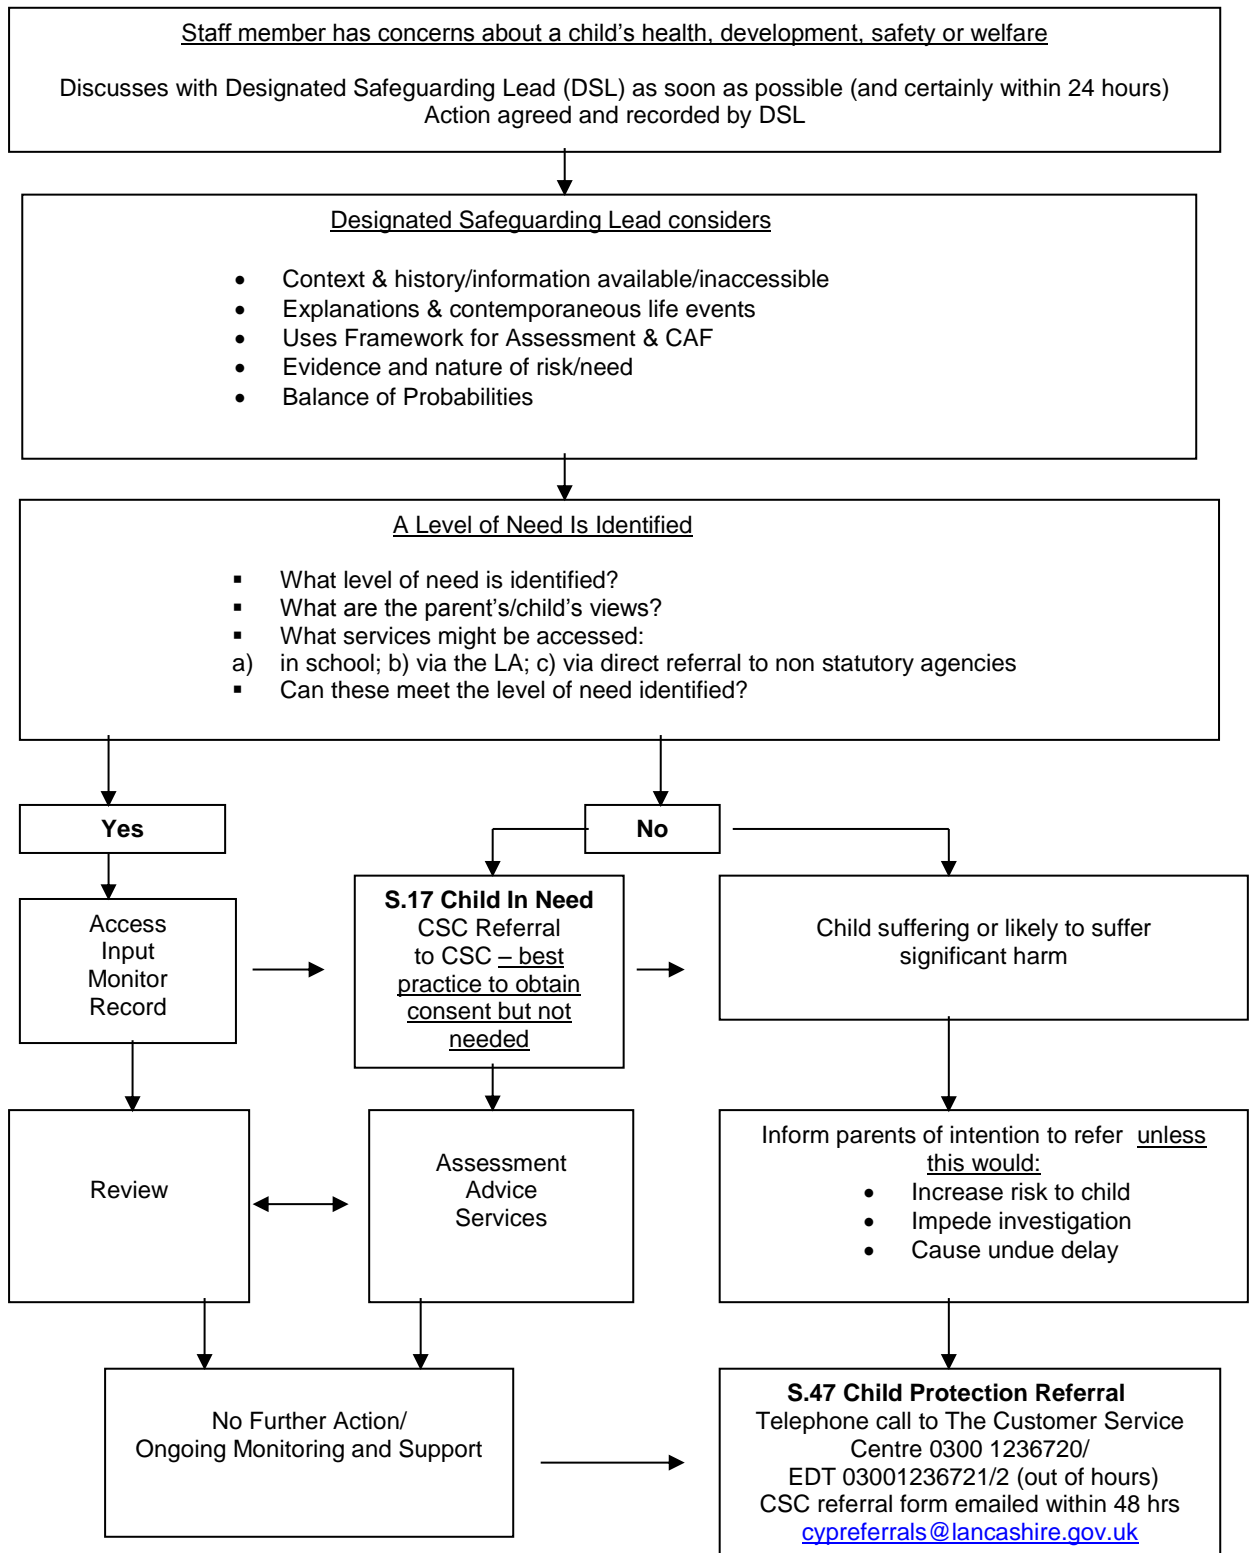 Staff member has concerns about a child's health, development, safety or welfare
Discusses with Designated Safeguarding Lead (DSL) as soon as possible (and certainly within 24 hours)
Action agreed and recorded by DSL
Designated Safeguarding Lead considers
• Context & history/information available/inaccessible
• Explanations & contemporaneous life events
• Uses Framework for Assessment & CAF
• Evidence and nature of risk/need
• Balance of Probabilities
A Level of Need Is Identified
▪ What level of need is identified?
▪ What are the parent's/child's views?
▪ What services might be accessed:
a) in school; b) via the LA; c) via direct referral to non statutory agencies
▪ Can these meet the level of need identified?
Yes
No
Access
Input
Monitor
Record
S.17 Child In Need
CSC Referral
to CSC – best
practice to obtain
consent but not
needed
Child suffering or likely to suffer
significant harm
Review
Assessment
Advice
Services
Inform parents of intention to refer unless
this would:
• Increase risk to child
• Impede investigation
• Cause undue delay
No Further Action/
Ongoing Monitoring and Support
S.47 Child Protection Referral
Telephone call to The Customer Service
Centre 0300 1236720/
EDT 03001236721/2 (out of hours)
CSC referral form emailed within 48 hrs
cypreferrals@lancashire.gov.uk